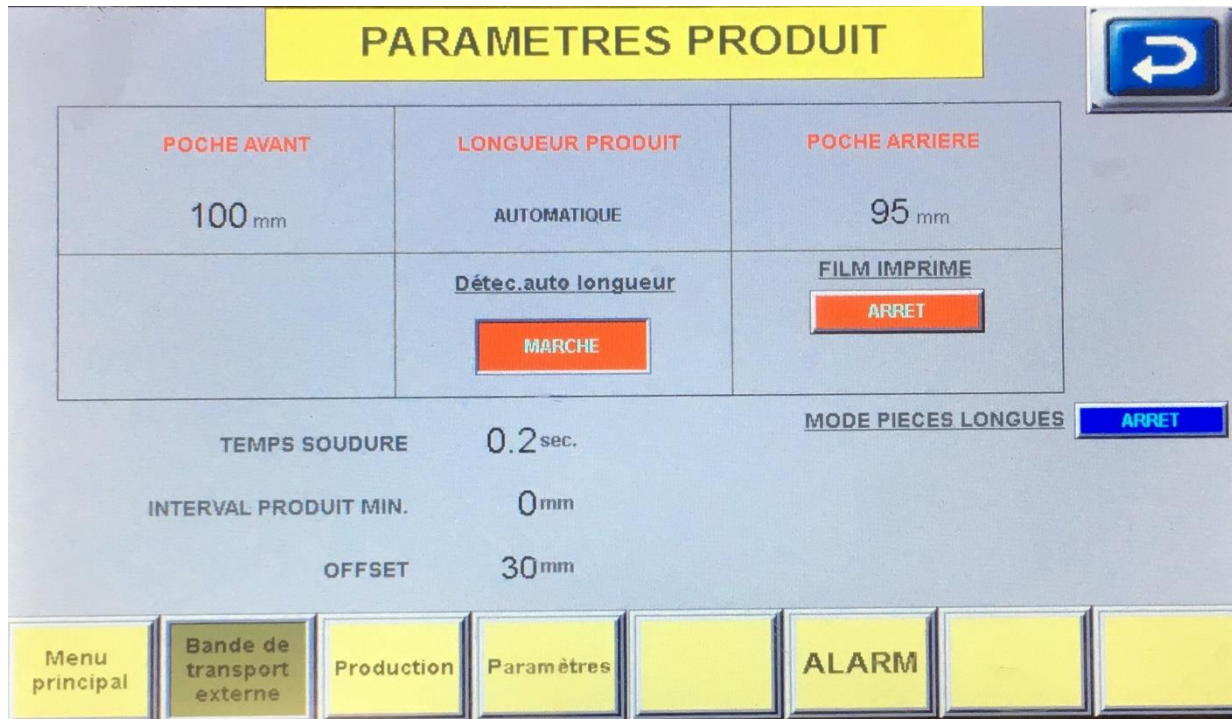 PARAMETRES PRODUIT
POCHE AVANT
LONGUEUR PRODUIT
POCHE ARRIERE
100 mm
AUTOMATIQUE
95 mm
Détec.auto longueur
FILM IMPRIME
MARCHE
ARRET
MODE PIECES LONGUES
ARRET
TEMPS SOUDURE
0.2 sec.
INTERVAL PRODUIT MIN.
0 mm
OFFSET
30 mm
Menu
principal
Bande de
transport
externe
Production
Paramètres
ALARM